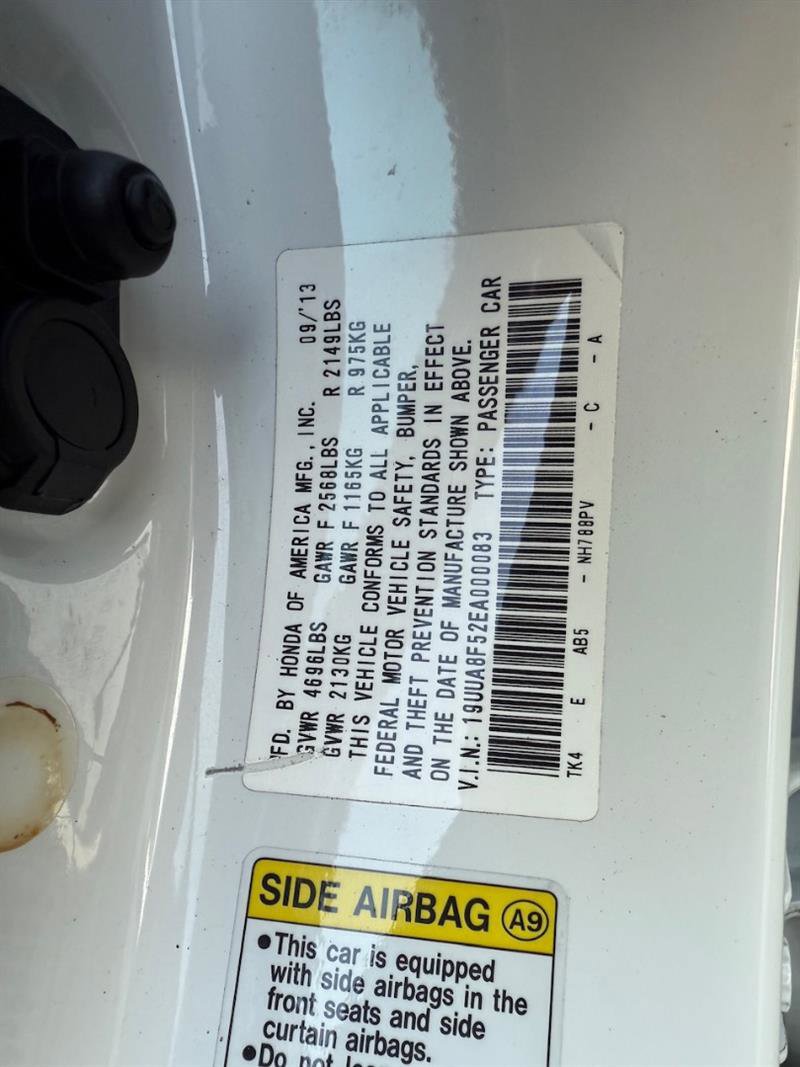 MFD. BY HONDA OF AMERICA MFG., INC. 09/'13
GVWR 4696LBS GAWR F 2568LBS R 2149LBS
GVWR 2130KG GAWR F 1165KG R 975KG
THIS VEHICLE CONFORMS TO ALL APPLICABLE
FEDERAL MOTOR VEHICLE SAFETY, BUMPER,
AND THEFT PREVENTION STANDARDS IN EFFECT
ON THE DATE OF MANUFACTURE SHOWN ABOVE.
V.I.N.: 19UUA8F52EA000083 TYPE: PASSENGER CAR
TK4 E AB5 - NH788PV - C - A
SIDE AIRBAG A9
•This car is equipped
with side airbags in the
front seats and side
curtain airbags.
•Do not